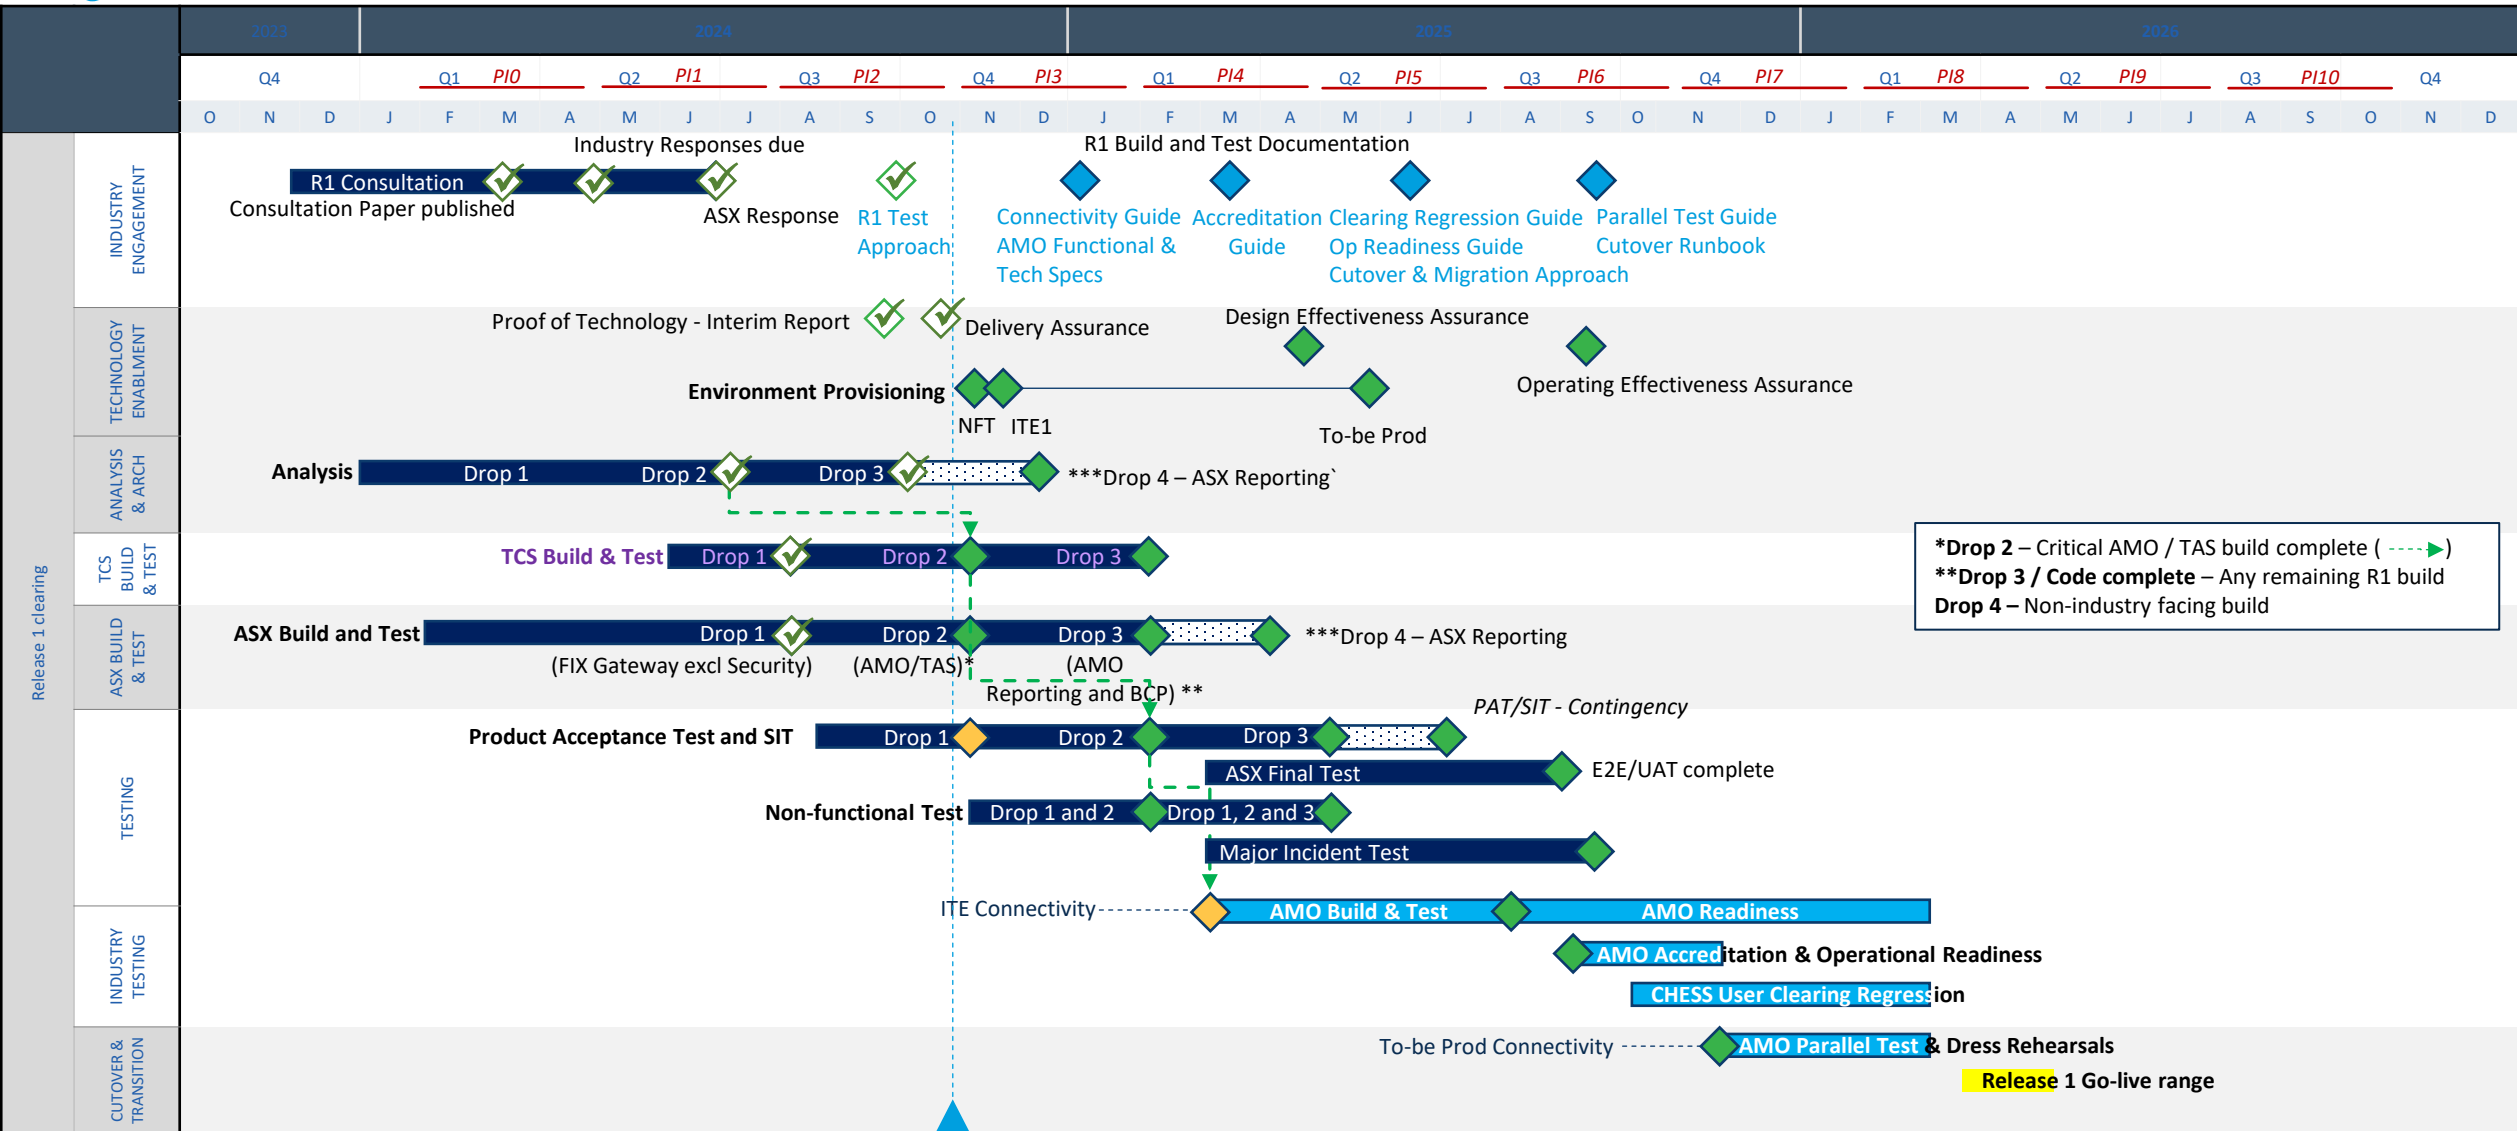 2023 2024 2025 2026
Q4 Q1 PI0 Q2 PI1 Q3 PI2 Q4 PI3 Q1 PI4 Q2 PI5 Q3 PI6 Q4 PI7 Q1 PI8 Q2 PI9 Q3 PI10 Q4
O N D J F M A M J J A S O N D J F M A M J J A S O N D J F M A M J J A S O N D
Release 1 clearing
INDUSTRY
ENGAGEMENT
Industry Responses due
R1 Build and Test Documentation
R1 Consultation
Consultation Paper published
ASX Response
R1 Test
Approach
Connectivity Guide
AMO Functional &
Tech Specs
Accreditation
Guide
Clearing Regression Guide
Op Readiness Guide
Cutover & Migration Approach
Parallel Test Guide
Cutover Runbook
TECHNOLOGY
ENABLMENT
Proof of Technology - Interim Report
Delivery Assurance
Design Effectiveness Assurance
Operating Effectiveness Assurance
Environment Provisioning
NFT
ITE1
To-be Prod
ANALYSIS
& ARCH
Analysis
Drop 1
Drop 2
Drop 3
***Drop 4 – ASX Reporting`
TCS
BUILD
& TEST
TCS Build & Test
Drop 1
Drop 2
Drop 3
*Drop 2 – Critical AMO / TAS build complete ( )
**Drop 3 / Code complete – Any remaining R1 build
Drop 4 – Non-industry facing build
ASX BUILD
& TEST
ASX Build and Test
Drop 1
Drop 2
Drop 3
***Drop 4 – ASX Reporting
(FIX Gateway excl Security)
(AMO/TAS)*
(AMO
Reporting and BCP) **
TESTING
PAT/SIT - Contingency
Product Acceptance Test and SIT
Drop 1
Drop 2
Drop 3
ASX Final Test
E2E/UAT complete
Non-functional Test
Drop 1 and 2
Drop 1, 2 and 3
Major Incident Test
INDUSTRY
TESTING
ITE Connectivity
AMO Build & Test
AMO Readiness
AMO Accreditation & Operational Readiness
CHESS User Clearing Regression
CUTOVER &
TRANSITION
To-be Prod Connectivity
AMO Parallel Test & Dress Rehearsals
Release 1 Go-live range